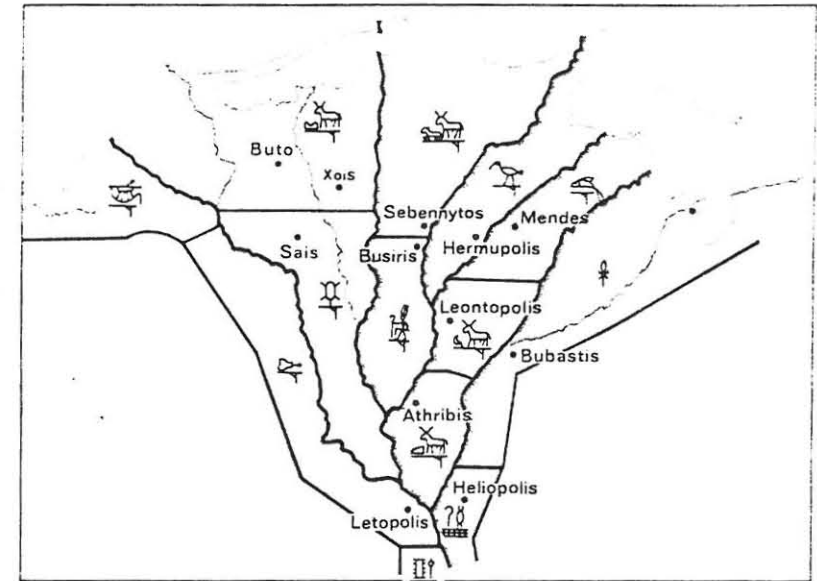 Buto
Xois
Sebennytos
Mendes
Sais
Busiris
Hermupolis
Leontopolis
Bubastis
Athribis
Heliopolis
Letopolis